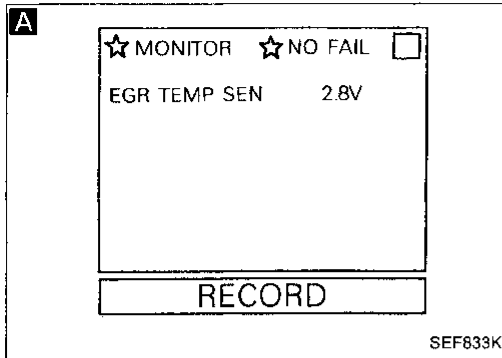 A
☆ MONITOR ☆ NO FAIL □
EGR TEMP SEN 2.8V
RECORD
SEF833K